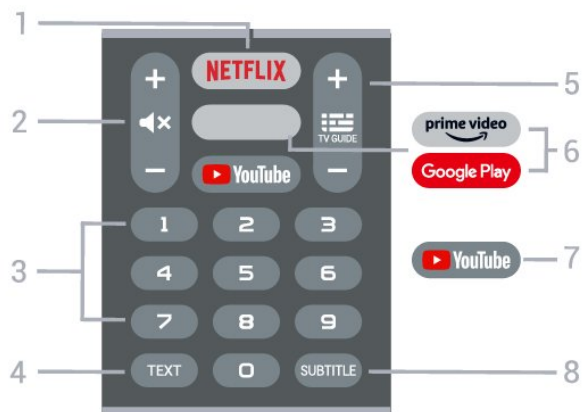 1
NETFLIX
+ +
5
2
TV GUIDE
prime video
6
- -
Google Play
YouTube
1 2 3
3
YouTube
7
4 5 6
7 8 9
4
TEXT 0 SUBTITLE
8